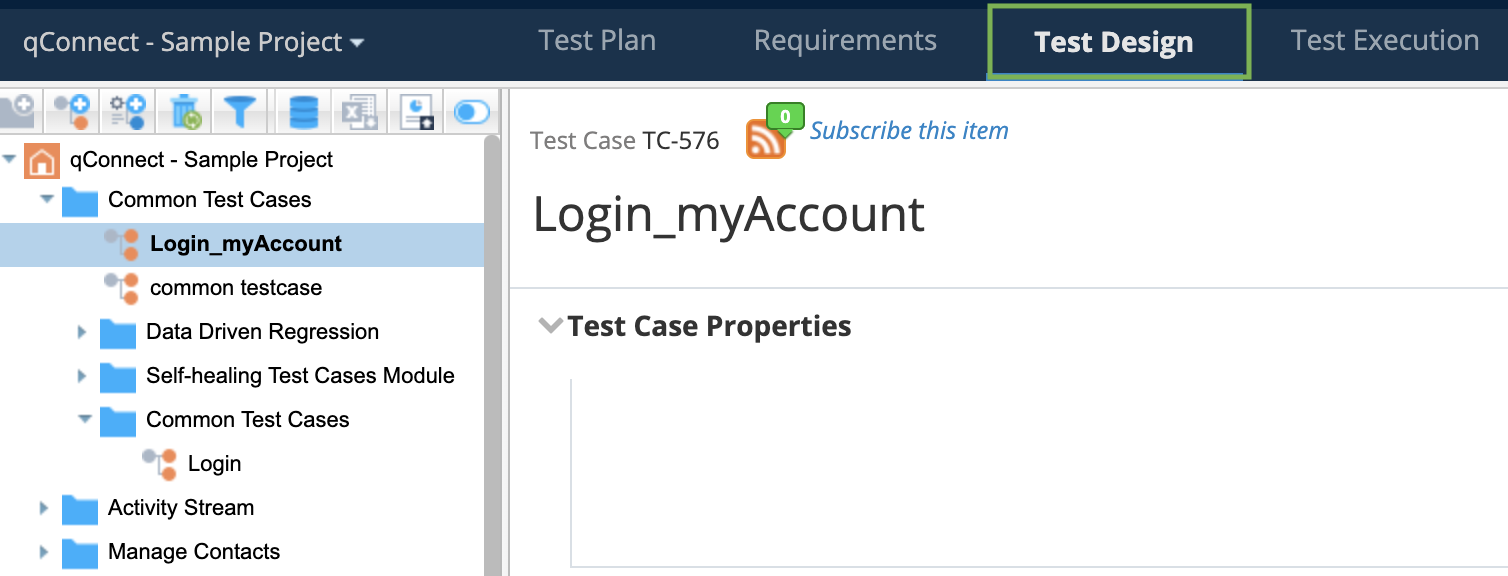 qConnect - Sample Project
Test Plan
Requirements
Test Design
Test Execution
qConnect - Sample Project
Common Test Cases
Login_myAccount
common testcase
Data Driven Regression
Self-healing Test Cases Module
Common Test Cases
Login
Activity Stream
Manage Contacts
Test Case TC-576
0
Subscribe this item
Login_myAccount
Test Case Properties